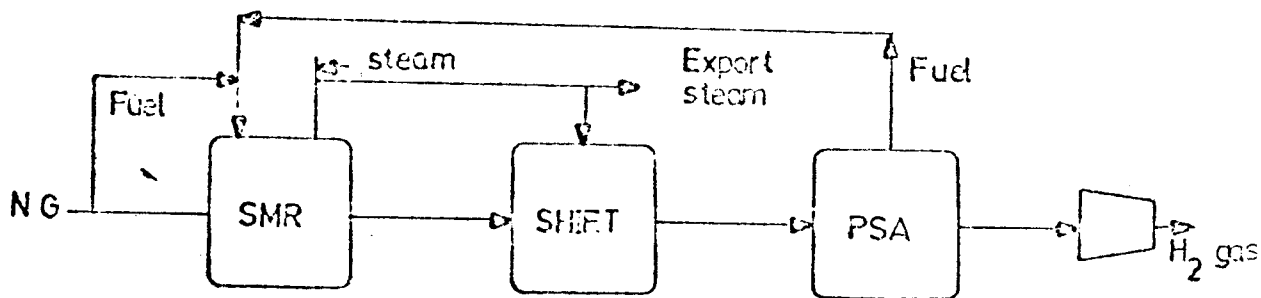 steam
Export
steam
Fuel
Fuel
NG
SMR
SHIFT
PSA
H2 gas